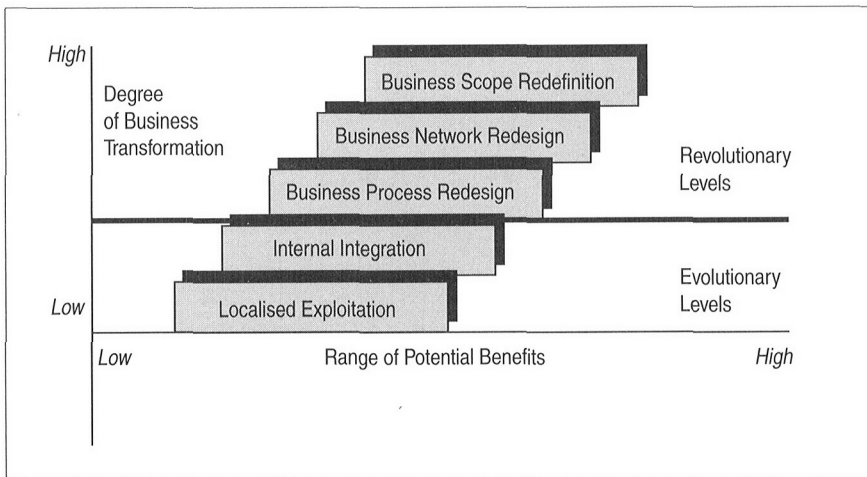 High
Degree
of Business
Transformation
Business Scope Redefinition
Business Network Redesign
Business Process Redesign
Revolutionary
Levels
Internal Integration
Localised Exploitation
Evolutionary
Levels
Low
Low
Range of Potential Benefits
High